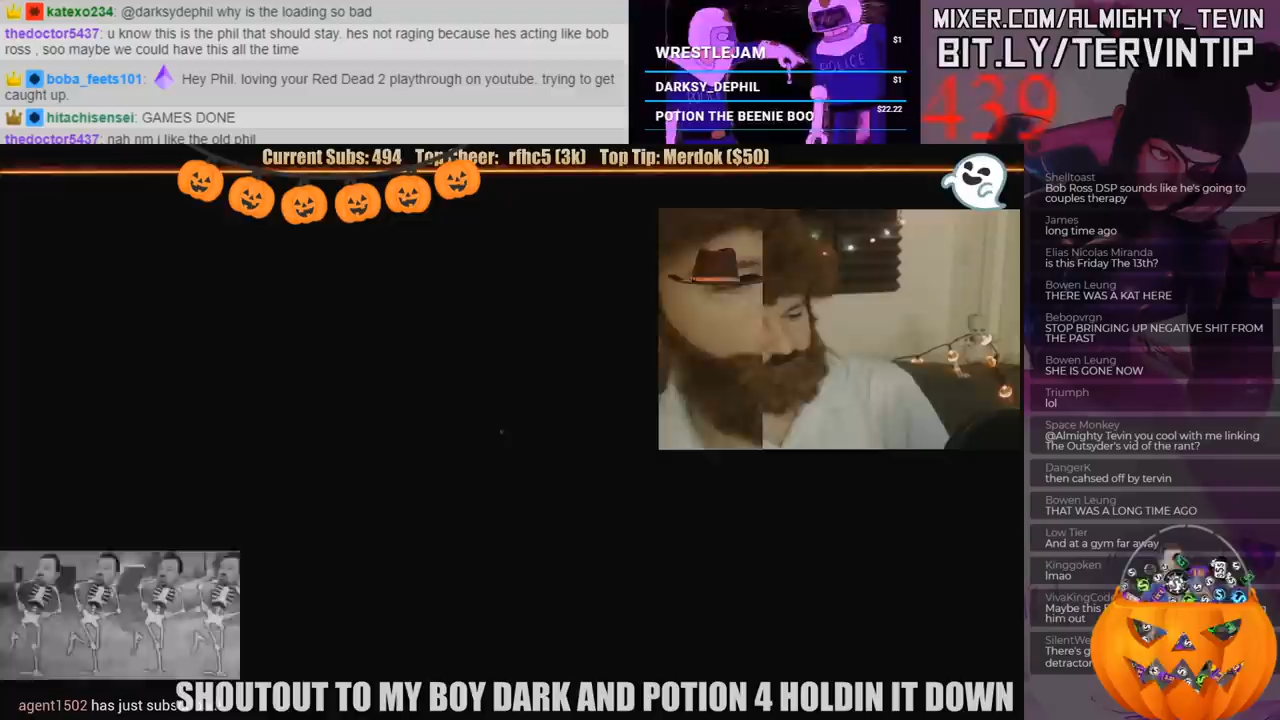 katexo234: @darksydephil why is the loading so bad
thedoctor5437: u know this is the phil that should stay. hes not raging because hes acting like bob
ross , soo maybe we could have this all the time
boba_feets101: Hey Phil. loving your Red Dead 2 playthrough on youtube. trying to get
caught up.
hitachisensei: GAMES DONE
thedoctor5437: nah nm i like the old phil
WRESTLEJAM $1
DARKSY_DEPHIL $1
POTION THE BEENIE BOO $22.22
POLICE
MIXER.COM/ALMIGHTY_TEVIN
BIT.LY/TERVINTIP
439
Current Subs: 494 Top Cheer: rfhc5 (3k) Top Tip: Merdok ($50)
Shelltoast
Bob Ross DSP sounds like he's going to
couples therapy
James
long time ago
Elias Nicolas Miranda
is this Friday The 13th?
Bowen Leung
THERE WAS A KAT HERE
Bebopvrgn
STOP BRINGING UP NEGATIVE SHIT FROM
THE PAST
Bowen Leung
SHE IS GONE NOW
Triumph
lol
Space Monkey
@Almighty Tevin you cool with me linking
The Outsyder's vid of the rant?
DangerK
then cahsed off by tervin
Bowen Leung
THAT WAS A LONG TIME AGO
Low Tier
And at a gym far away
Kinggoken
lmao
Maybe this
him out
There's
agent1502 has just
SHOUTOUT TO MY BOY DARK AND POTION 4 HOLDIN IT DOWN